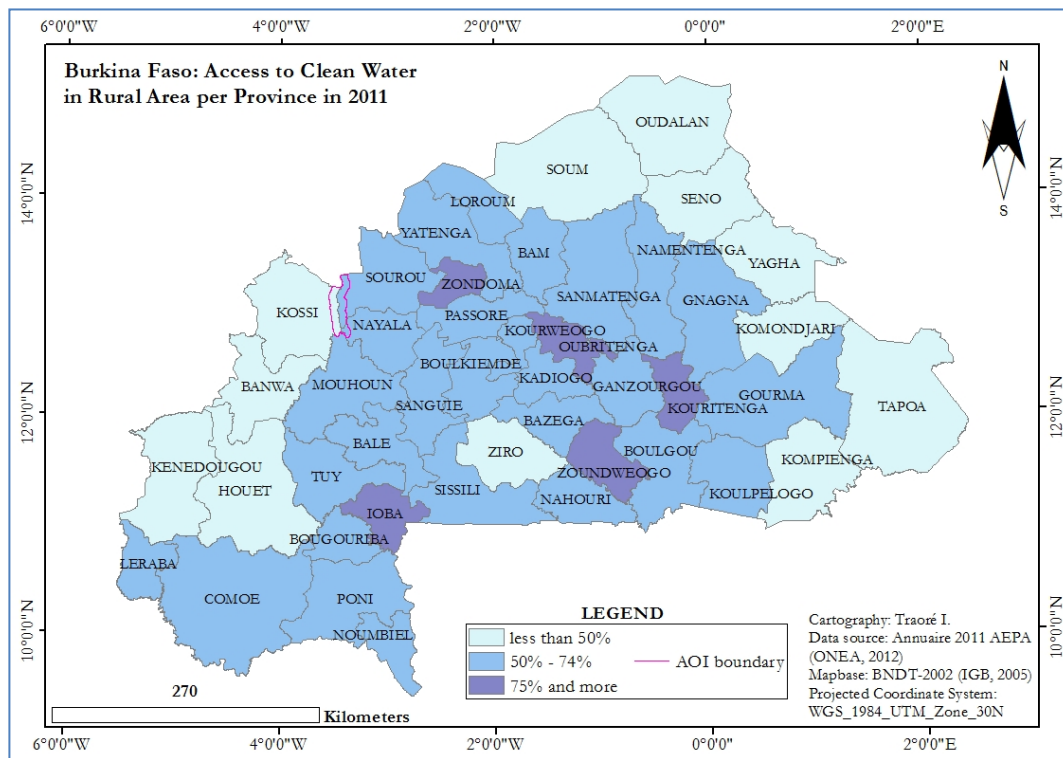 6°0'0"W 4°0'0"W 2°0'0"W 0°0'0" 2°0'0"E
Burkina Faso: Access to Clean Water
in Rural Area per Province in 2011
N
S
14°0'0"N
12°0'0"N
10°0'0"N
14°0'0"N
12°0'0"N
10°0'0"N
OUDALAN
SOUM
SENO
LOROUM
YATENGA
BAM
NAMENTENGA
YAGHA
SOUROU
ZONDOMA
SANMATENGA
GNAGNA
KOSSI
NAYALA
PASSORE
KOURWEOGO
KOMONDJARI
OUBRITENGA
BOULKIEMDE
BANWA
MOUHOUN
KADIOGO
GANZOURGOU
GOURMA
SANGUIE
KOURITENGA
TAPOA
BAZEGA
BALE
ZIRO
BOULGOU
KOMPIENGA
KENEDOUGOU
TUY
ZOUNDWEOGO
HOUET
SISSILI
NAHOURI
KOULPELOGO
IOBA
BOUGOURIBA
LERABA
COMOE
PONI
NOUMBIEL
LEGEND
less than 50%
50% - 74%
75% and more
AOI boundary
Cartography: Traoré I.
Data source: Annuaire 2011 AEPA
(ONEA, 2012)
Mapbase: BNDT-2002 (IGB, 2005)
Projected Coordinate System:
WGS_1984_UTM_Zone_30N
270
Kilometers
6°0'0"W 4°0'0"W 2°0'0"W 0°0'0" 2°0'0"E